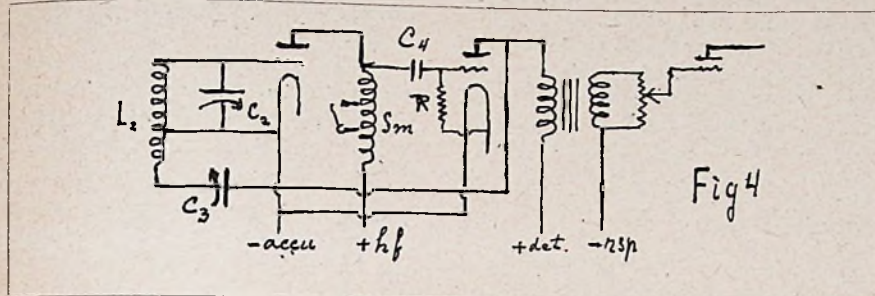 C4
L2
C2
R
Sm
C3
Fig 4
-accu
+hf
+det.
-nsp